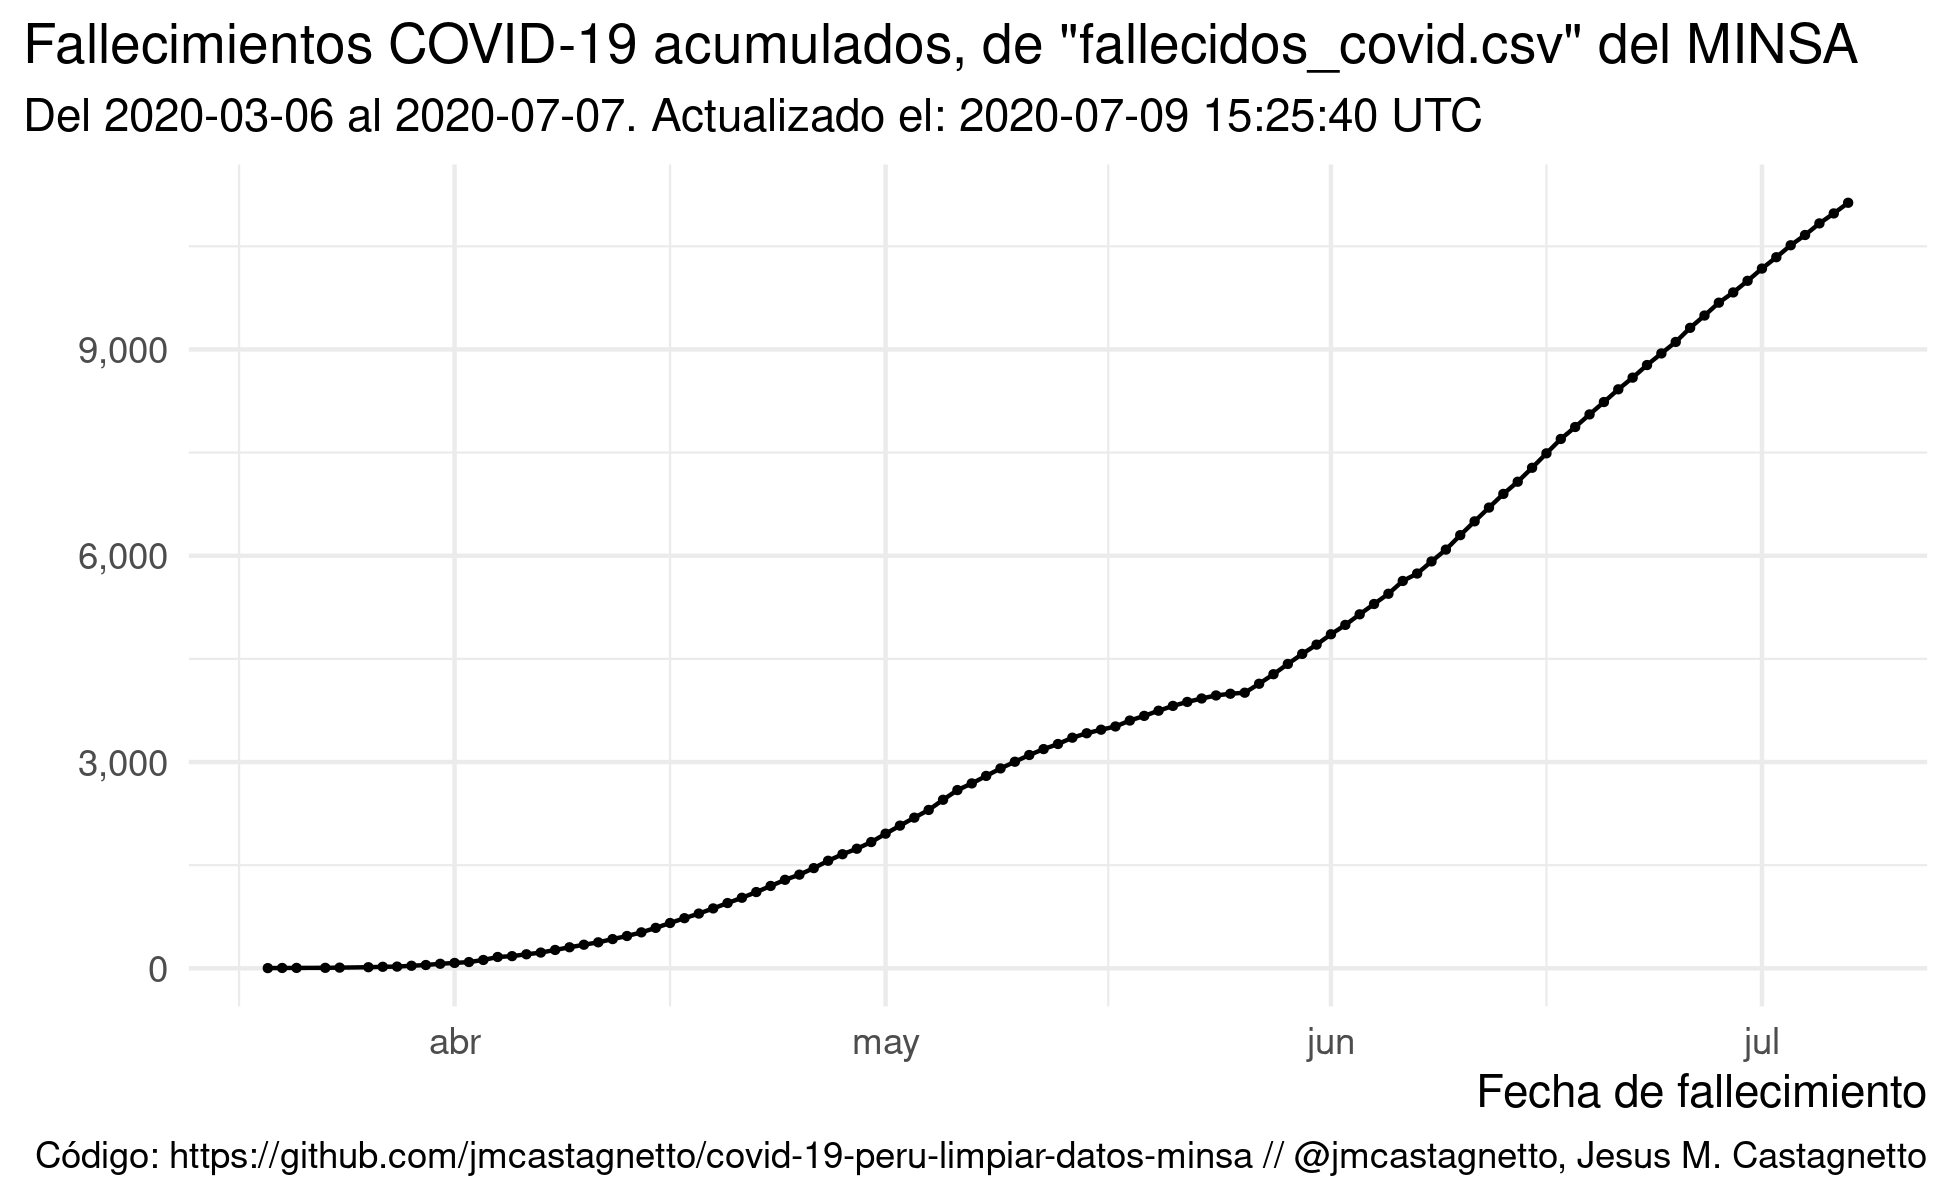 Fallecimientos COVID-19 acumulados, de "fallecidos_covid.csv" del MINSA
Del 2020-03-06 al 2020-07-07. Actualizado el: 2020-07-09 15:25:40 UTC
9,000
6,000
3,000
0
abr may jun jul
Fecha de fallecimiento
Código: https://github.com/jmcastagnetto/covid-19-peru-limpiar-datos-minsa // @jmcastagnetto, Jesus M. Castagnetto